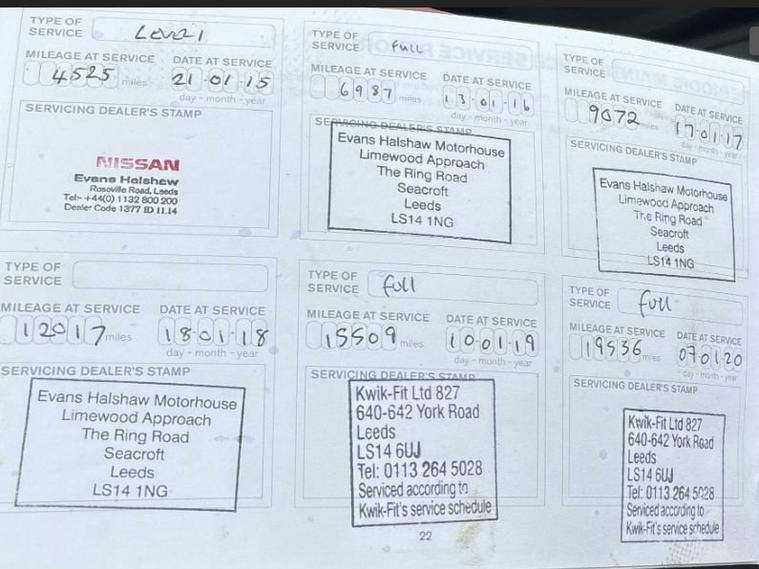 TYPE OF
SERVICE Level 1
MILEAGE AT SERVICE DATE AT SERVICE
4525 miles 21 01 15
day - month - year
SERVICING DEALER'S STAMP
NISSAN
Evans Halshaw
Roseville Road, Leeds
Tel:- +44(0) 1132 800 200
Dealer Code 1377 ID 11.14
TYPE OF
SERVICE full
MILEAGE AT SERVICE DATE AT SERVICE
6987 miles 13 01 16
day - month - year
SERVICING DEALER'S STAMP
Evans Halshaw Motorhouse
Limewood Approach
The Ring Road
Seacroft
Leeds
LS14 1NG
TYPE OF
SERVICE
MILEAGE AT SERVICE DATE AT SERVICE
9072 miles 17 01 17
day - month - year
SERVICING DEALER'S STAMP
Evans Halshaw Motorhouse
Limewood Approach
The Ring Road
Seacroft
Leeds
LS14 1NG
TYPE OF
SERVICE
MILEAGE AT SERVICE DATE AT SERVICE
12017 miles 18 01 18
day - month - year
SERVICING DEALER'S STAMP
Evans Halshaw Motorhouse
Limewood Approach
The Ring Road
Seacroft
Leeds
LS14 1NG
TYPE OF
SERVICE full
MILEAGE AT SERVICE DATE AT SERVICE
15509 miles 10 01 19
day - month - year
SERVICING DEALER'S STAMP
Kwik-Fit Ltd 827
640-642 York Road
Leeds
LS14 6UJ
Tel: 0113 264 5028
Serviced according to
Kwik-Fit's service schedule
TYPE OF
SERVICE full
MILEAGE AT SERVICE DATE AT SERVICE
19536 miles 07 01 20
day - month - year
SERVICING DEALER'S STAMP
Kwik-Fit Ltd 827
640-642 York Road
Leeds
LS14 6UJ
Tel: 0113 264 5028
Serviced according to
Kwik-Fit's service schedule
22